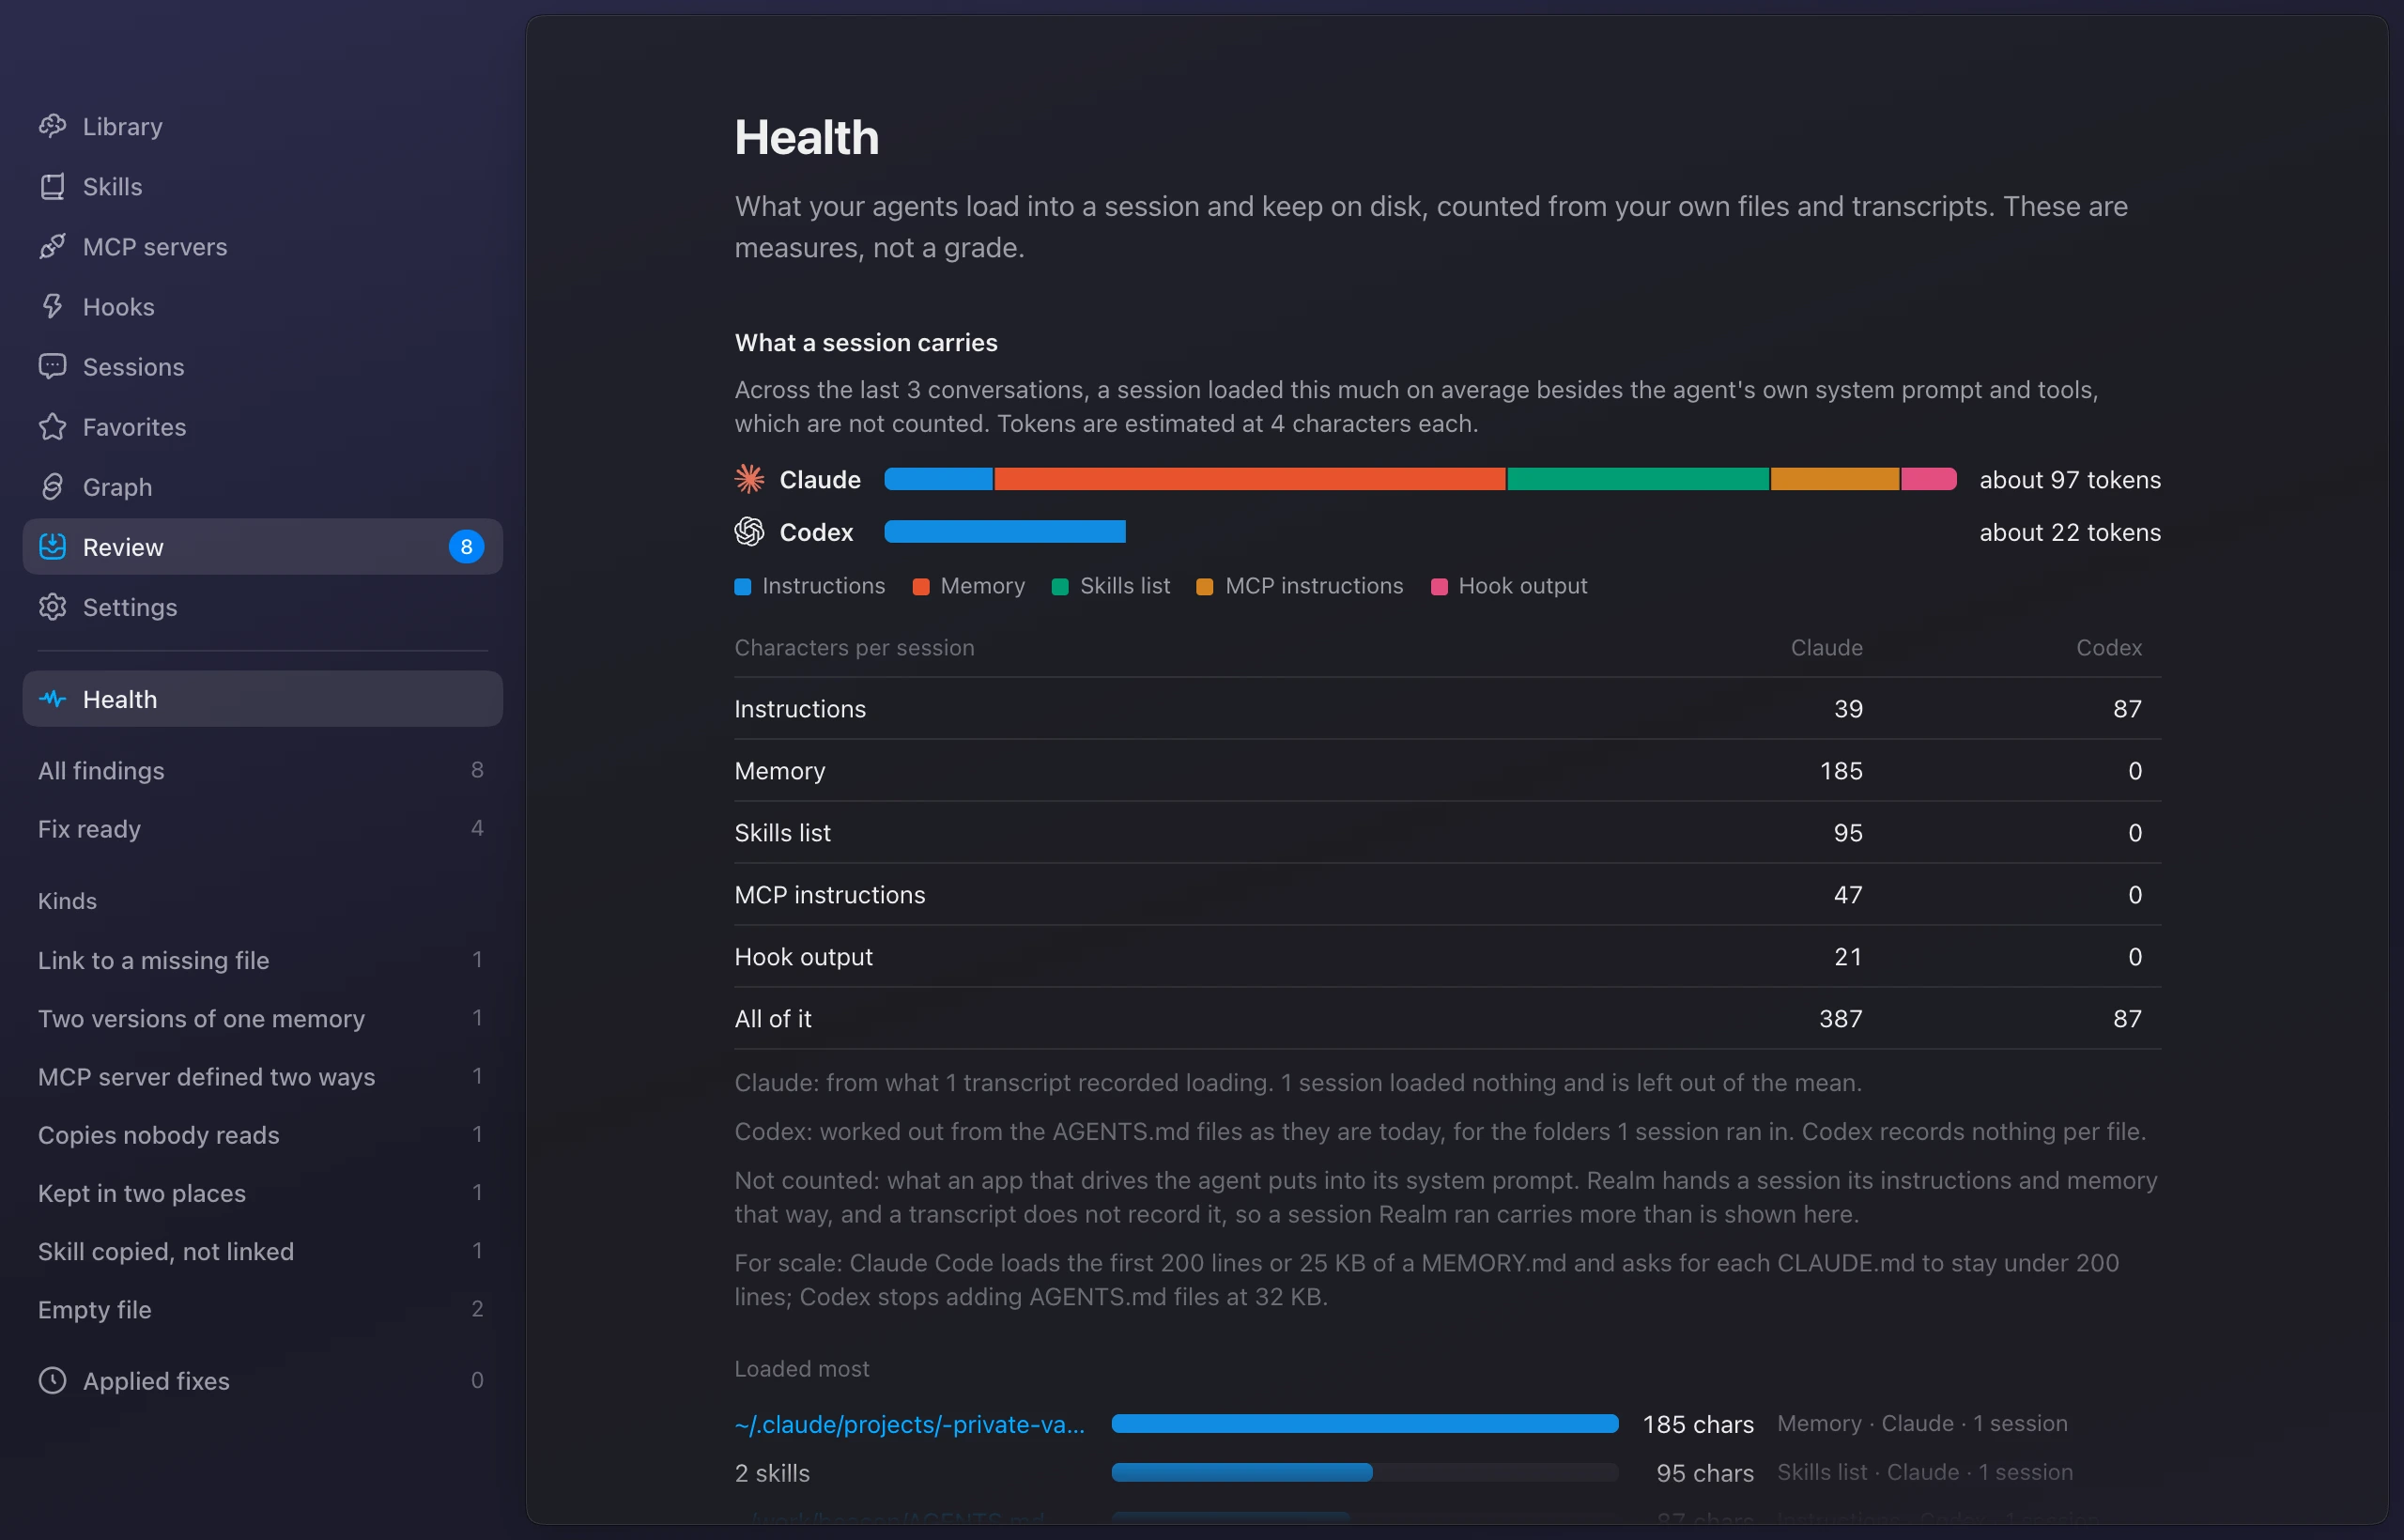 Library
Skills
MCP servers
Hooks
Sessions
Favorites
Graph
Review 8
Settings
Health
All findings 8
Fix ready 4
Kinds
Link to a missing file 1
Two versions of one memory 1
MCP server defined two ways 1
Copies nobody reads 1
Kept in two places 1
Skill copied, not linked 1
Empty file 2
Applied fixes 0
Health
What your agents load into a session and keep on disk, counted from your own files and transcripts. These are
measures, not a grade.
What a session carries
Across the last 3 conversations, a session loaded this much on average besides the agent's own system prompt and tools,
which are not counted. Tokens are estimated at 4 characters each.
Claude about 97 tokens
Codex about 22 tokens
Instructions Memory Skills list MCP instructions Hook output
Characters per session Claude Codex
Instructions 39 87
Memory 185 0
Skills list 95 0
MCP instructions 47 0
Hook output 21 0
All of it 387 87
Claude: from what 1 transcript recorded loading. 1 session loaded nothing and is left out of the mean.
Codex: worked out from the AGENTS.md files as they are today, for the folders 1 session ran in. Codex records nothing per file.
Not counted: what an app that drives the agent puts into its system prompt. Realm hands a session its instructions and memory
that way, and a transcript does not record it, so a session Realm ran carries more than is shown here.
For scale: Claude Code loads the first 200 lines or 25 KB of a MEMORY.md and asks for each CLAUDE.md to stay under 200
lines; Codex stops adding AGENTS.md files at 32 KB.
Loaded most
~/.claude/projects/-private-va... 185 chars Memory · Claude · 1 session
2 skills 95 chars Skills list · Claude · 1 session
~/work/beacon/AGENTS.md 87 chars Instructions · Codex · 1 session